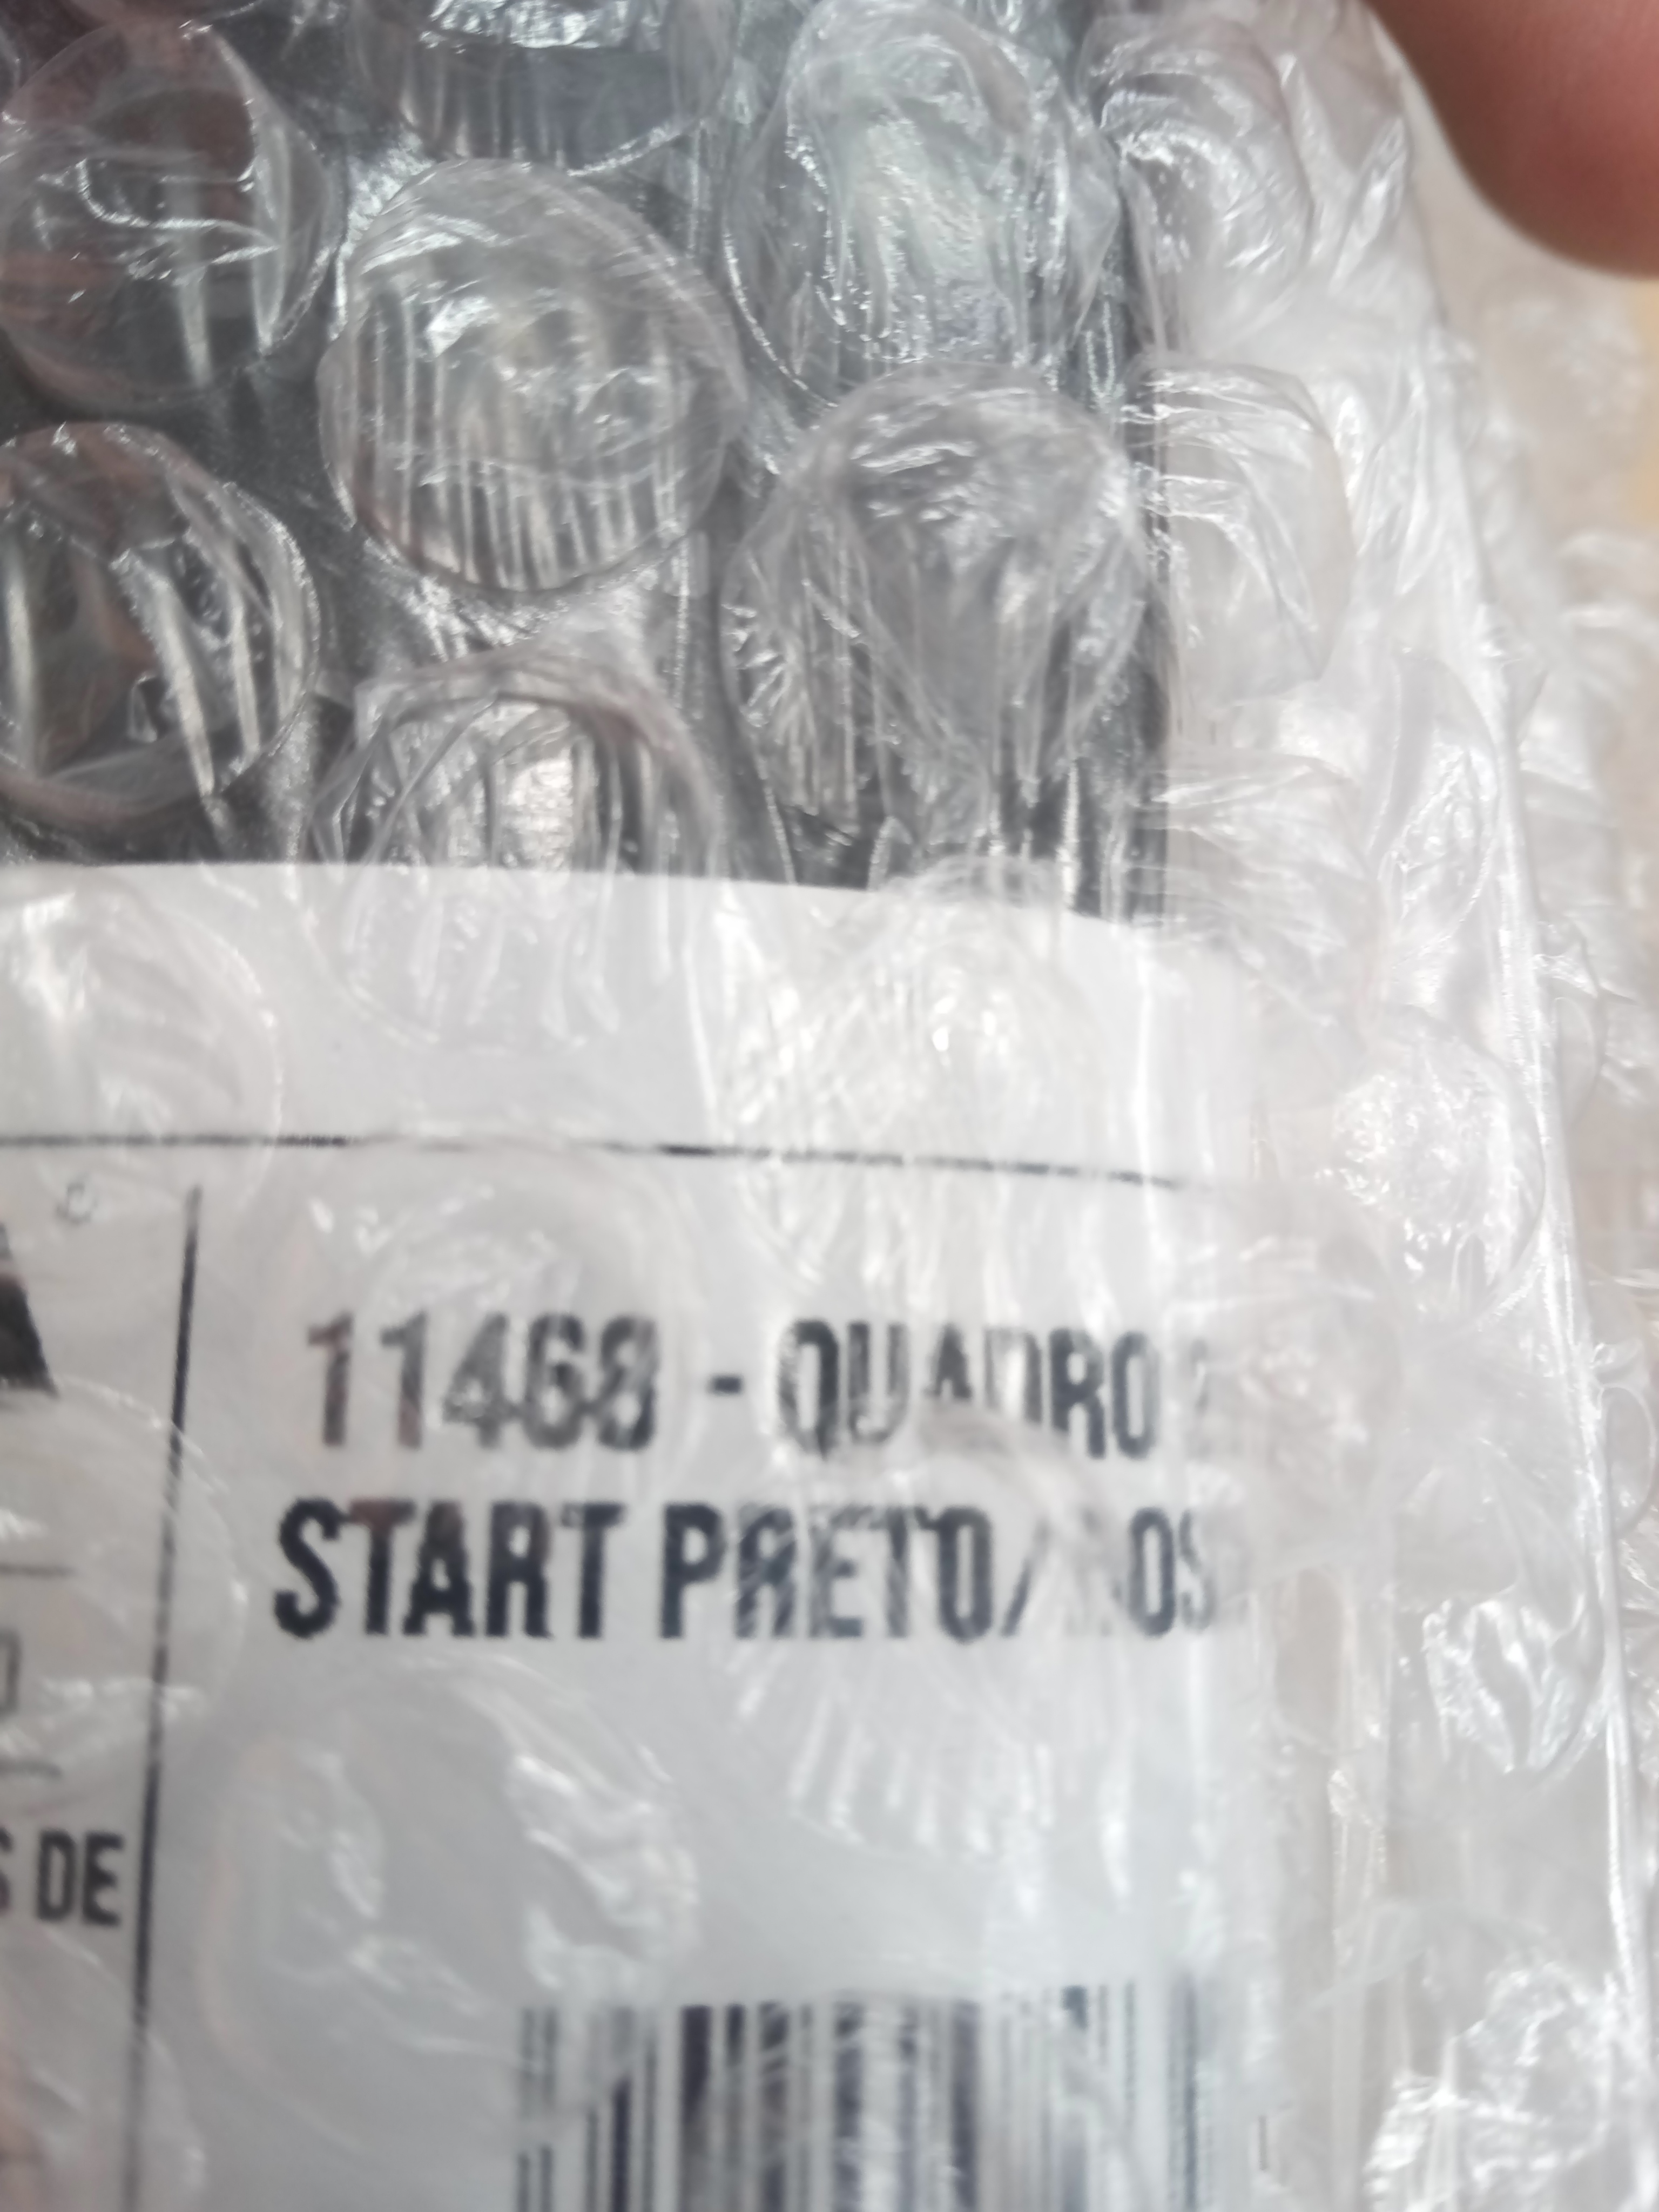 11468 - QUADRO
START PRETO/
S DE